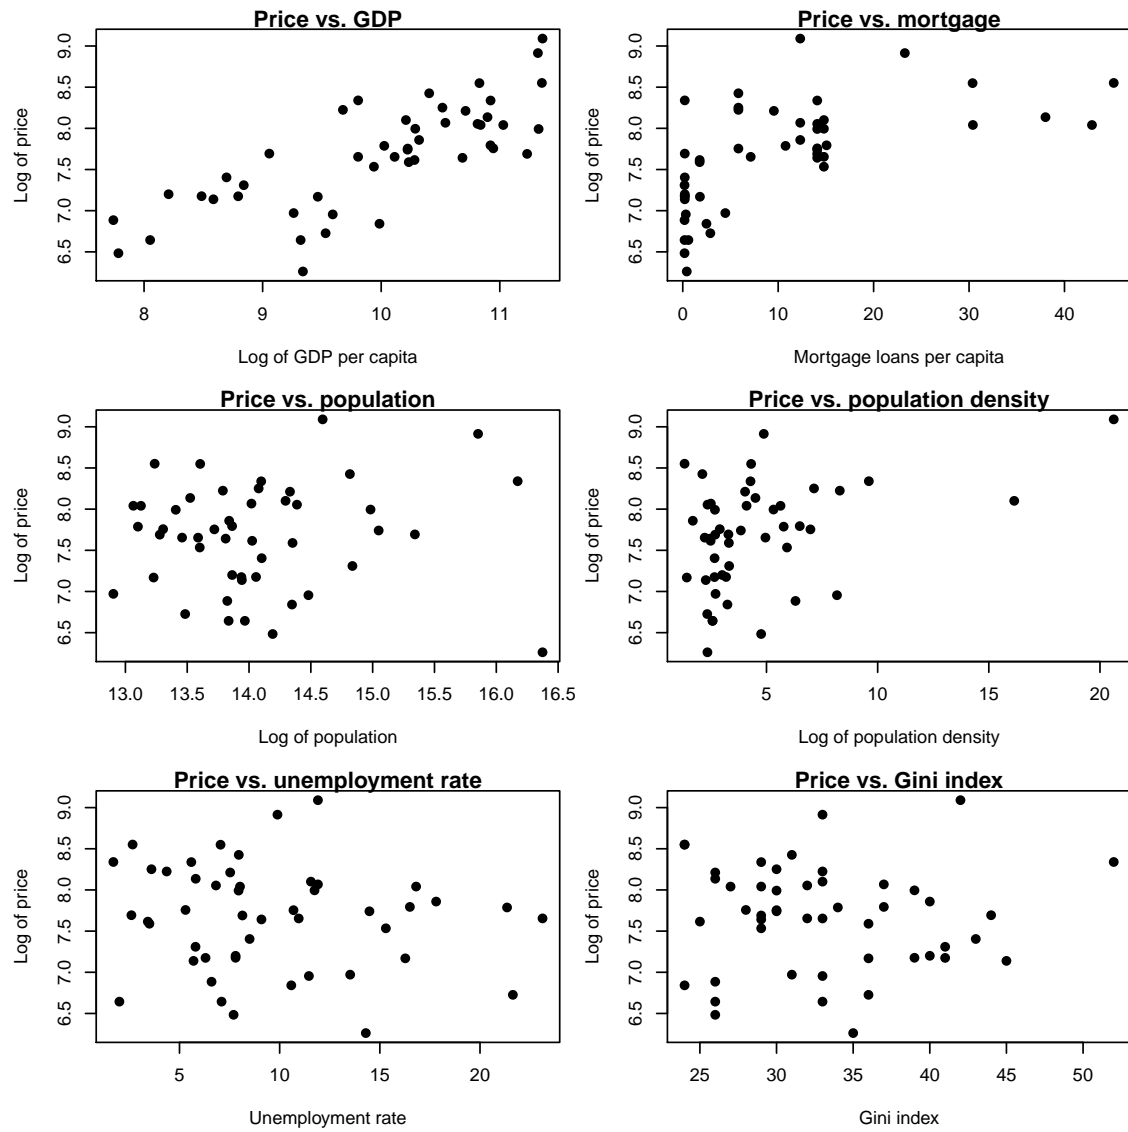 Price vs. GDP
Log of price
6.5 7.0 7.5 8.0 8.5 9.0
8 9 10 11
Log of GDP per capita
Price vs. mortgage
Log of price
6.5 7.0 7.5 8.0 8.5 9.0
0 10 20 30 40
Mortgage loans per capita
Price vs. population
Log of price
6.5 7.0 7.5 8.0 8.5 9.0
13.0 13.5 14.0 14.5 15.0 15.5 16.0 16.5
Log of population
Price vs. population density
Log of price
6.5 7.0 7.5 8.0 8.5 9.0
5 10 15 20
Log of population density
Price vs. unemployment rate
Log of price
6.5 7.0 7.5 8.0 8.5 9.0
5 10 15 20
Unemployment rate
Price vs. Gini index
Log of price
6.5 7.0 7.5 8.0 8.5 9.0
25 30 35 40 45 50
Gini index